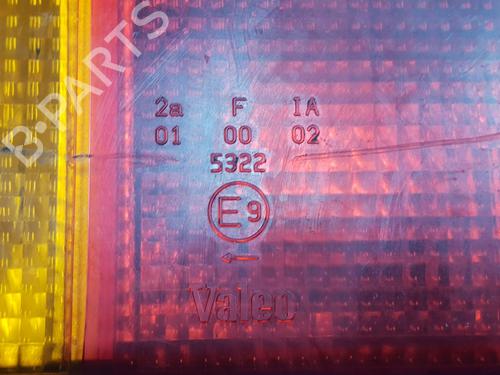 B-PARTS
2a F IA
01 00 02
5322
E9
Valeo